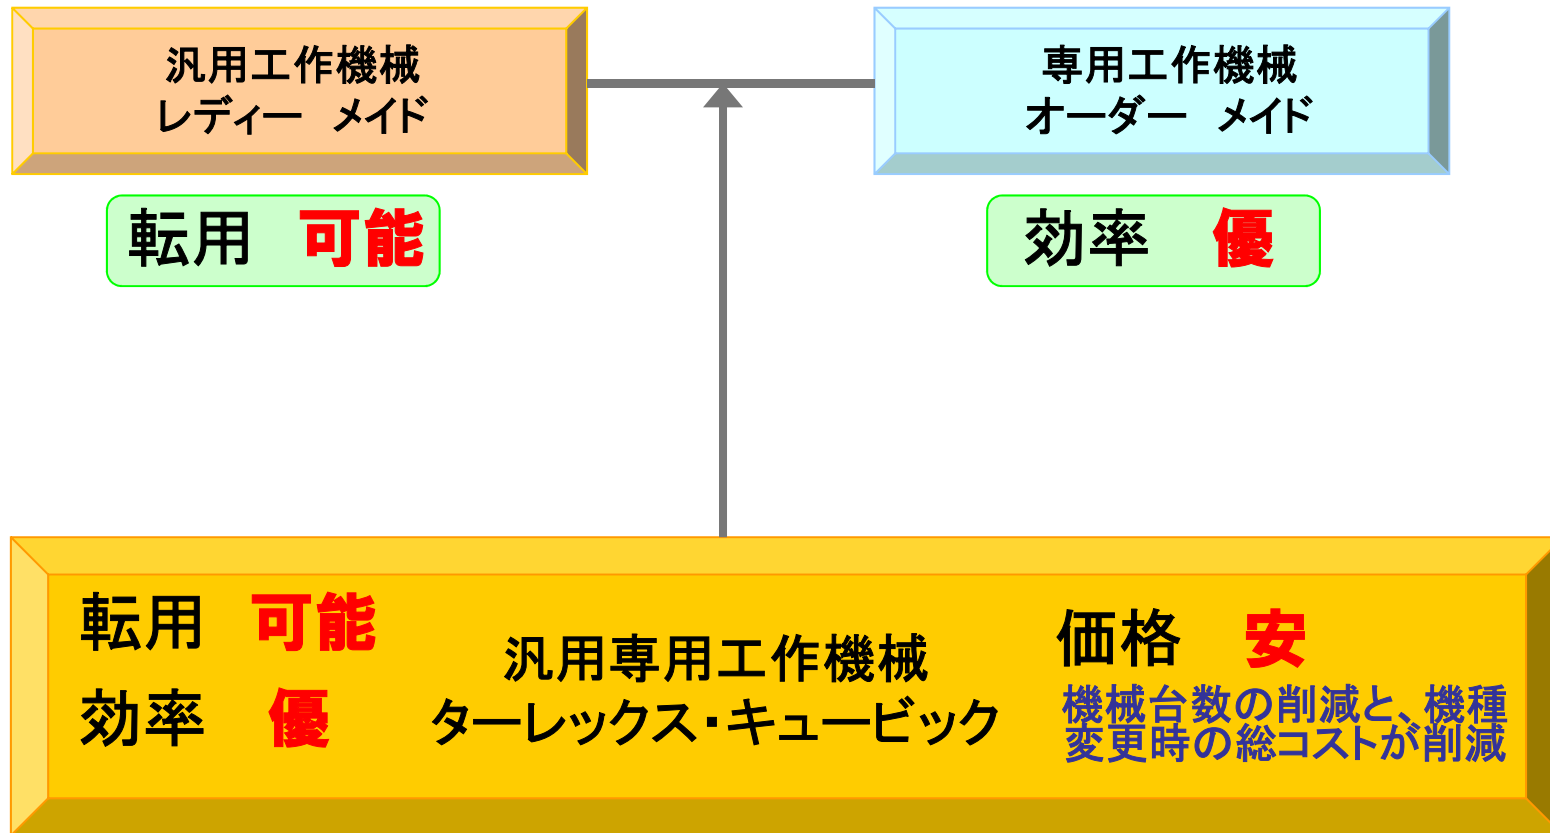 汎用工作機械
レディー　メイド
専用工作機械
オーダー　メイド
転用　可能
効率　優
転用　可能
効率　優
汎用専用工作機械
ターレックス・キュービック
価格　安
機械台数の削減と、機種
変更時の総コストが削減